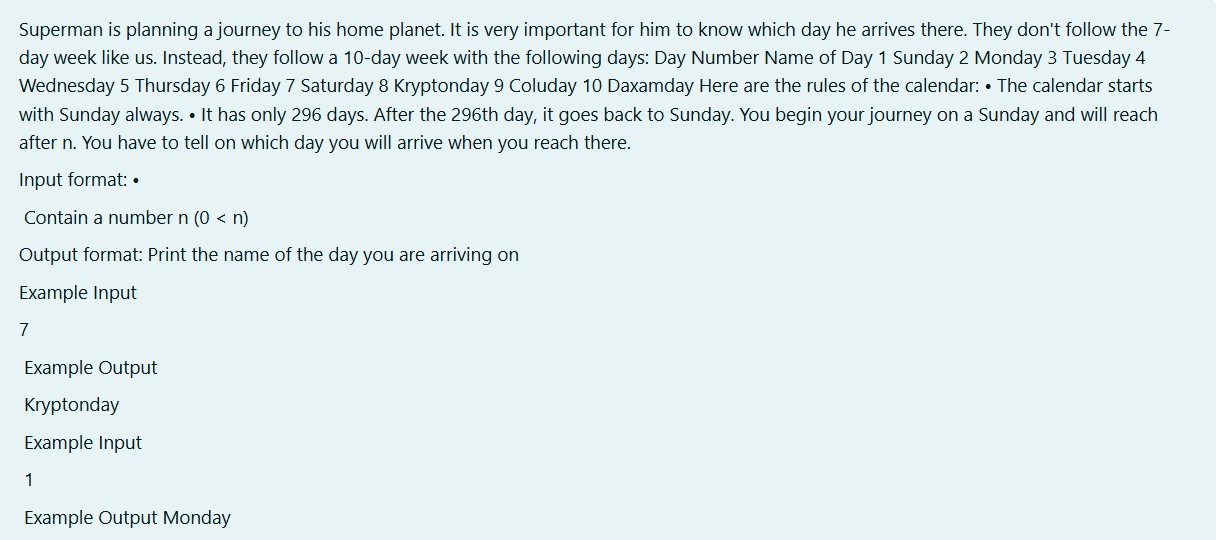 Superman is planning a journey to his home planet. It is very important for him to know which day he arrives there. They don't follow the 7-
day week like us. Instead, they follow a 10-day week with the following days: Day Number Name of Day 1 Sunday 2 Monday 3 Tuesday 4
Wednesday 5 Thursday 6 Friday 7 Saturday 8 Kryptonday 9 Coluday 10 Daxamday Here are the rules of the calendar: • The calendar starts
with Sunday always. • It has only 296 days. After the 296th day, it goes back to Sunday. You begin your journey on a Sunday and will reach
after n. You have to tell on which day you will arrive when you reach there.
Input format: •
Contain a number n (0 < n)
Output format: Print the name of the day you are arriving on
Example Input
7
Example Output
Kryptonday
Example Input
1
Example Output Monday